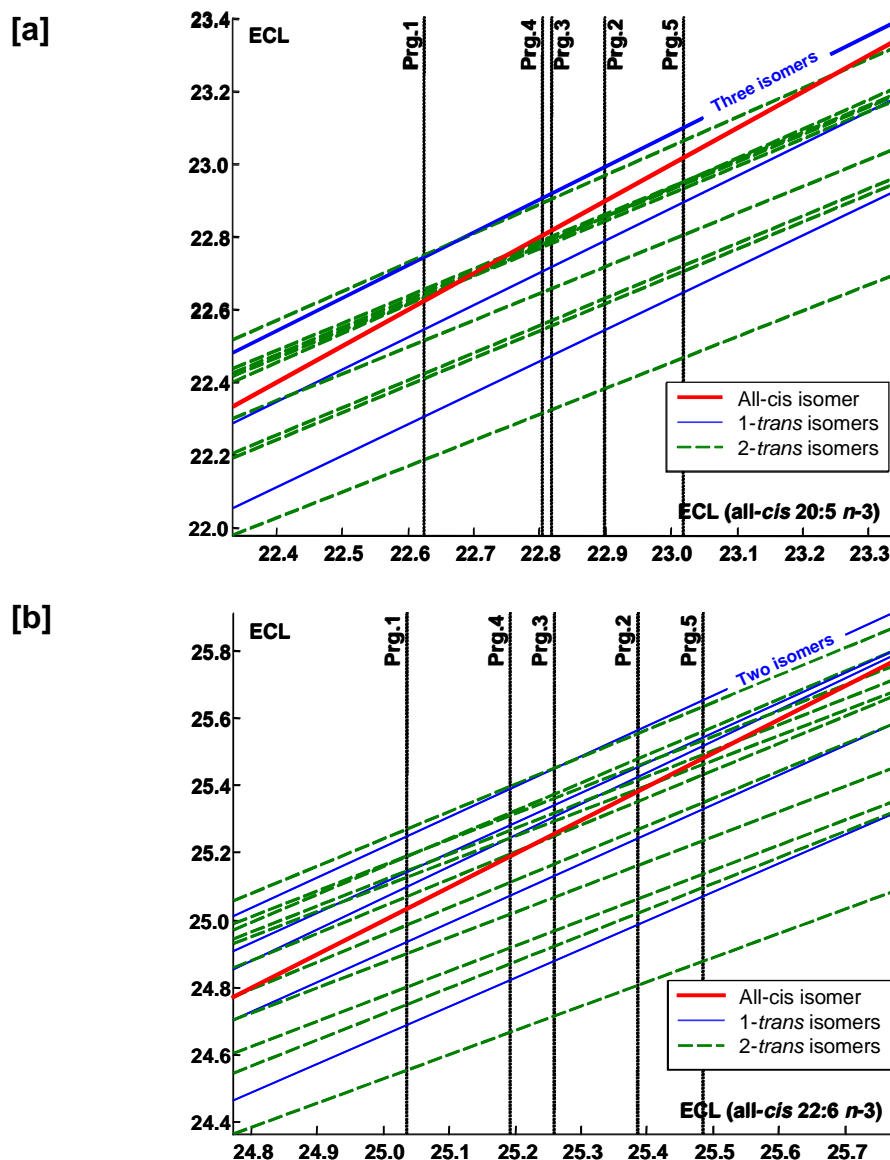 [a]
ECL
Prg.1
Prg.4
Prg.3
Prg.2
Prg.5
Three isomers
23.4
23.2
23.0
22.8
22.6
22.4
22.2
22.0
All-cis isomer
1-trans isomers
2-trans isomers
ECL (all-cis 20:5 n-3)
22.4 22.5 22.6 22.7 22.8 22.9 23.0 23.1 23.2 23.3
[b]
ECL
Prg.1
Prg.4
Prg.3
Prg.2
Prg.5
Two isomers
25.8
25.6
25.4
25.2
25.0
24.8
24.6
24.4
All-cis isomer
1-trans isomers
2-trans isomers
ECL (all-cis 22:6 n-3)
24.8 24.9 25.0 25.1 25.2 25.3 25.4 25.5 25.6 25.7